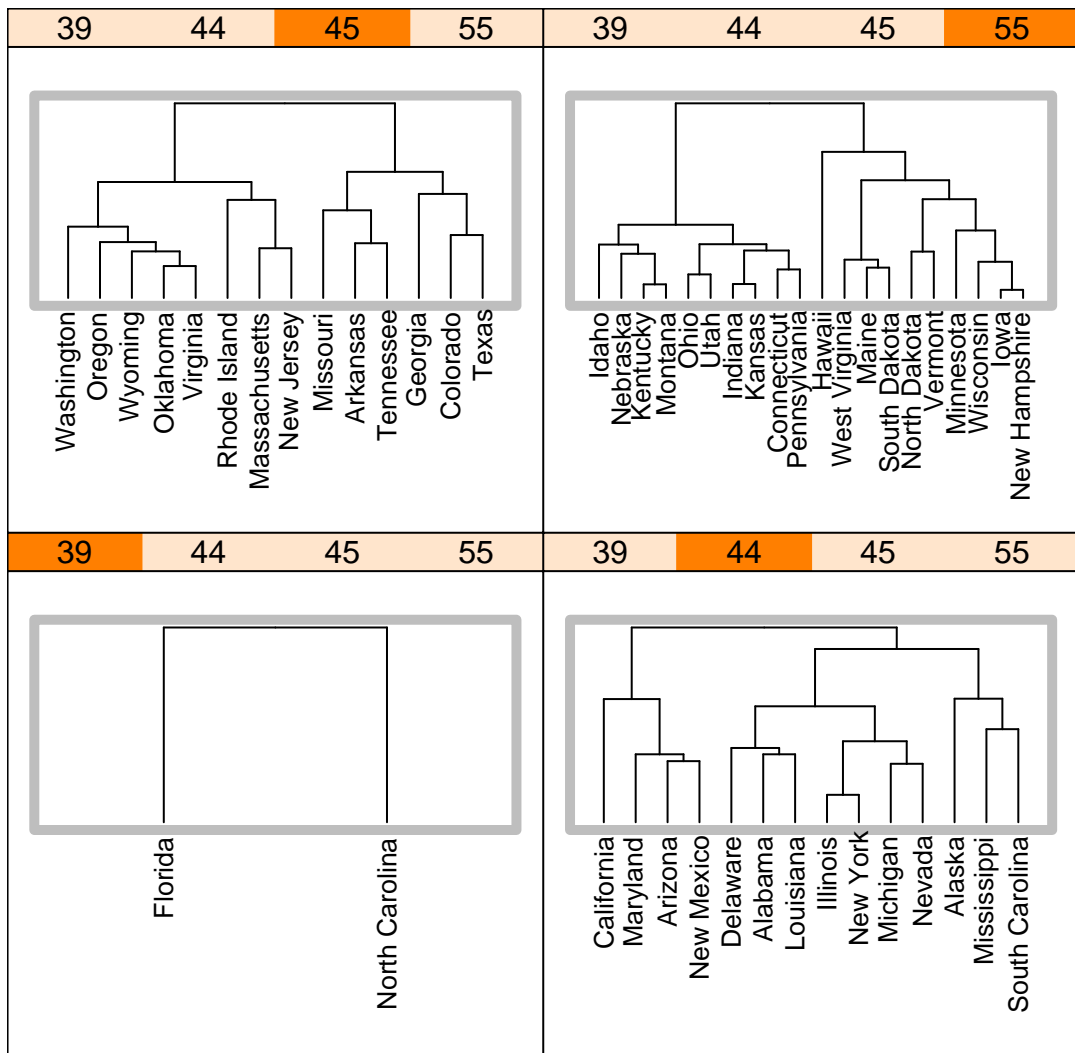 39 44 45 55
39 44 45 55
Washington
Oregon
Wyoming
Oklahoma
Virginia
Rhode Island
Massachusetts
New Jersey
Missouri
Arkansas
Tennessee
Georgia
Colorado
Texas
Idaho
Nebraska
Kentucky
Montana
Ohio
Utah
Indiana
Kansas
Connecticut
Pennsylvania
Hawaii
West Virginia
Maine
South Dakota
North Dakota
Vermont
Minnesota
Wisconsin
Iowa
New Hampshire
39 44 45 55
39 44 45 55
Florida
North Carolina
California
Maryland
Arizona
New Mexico
Delaware
Alabama
Louisiana
Illinois
New York
Michigan
Nevada
Alaska
Mississippi
South Carolina